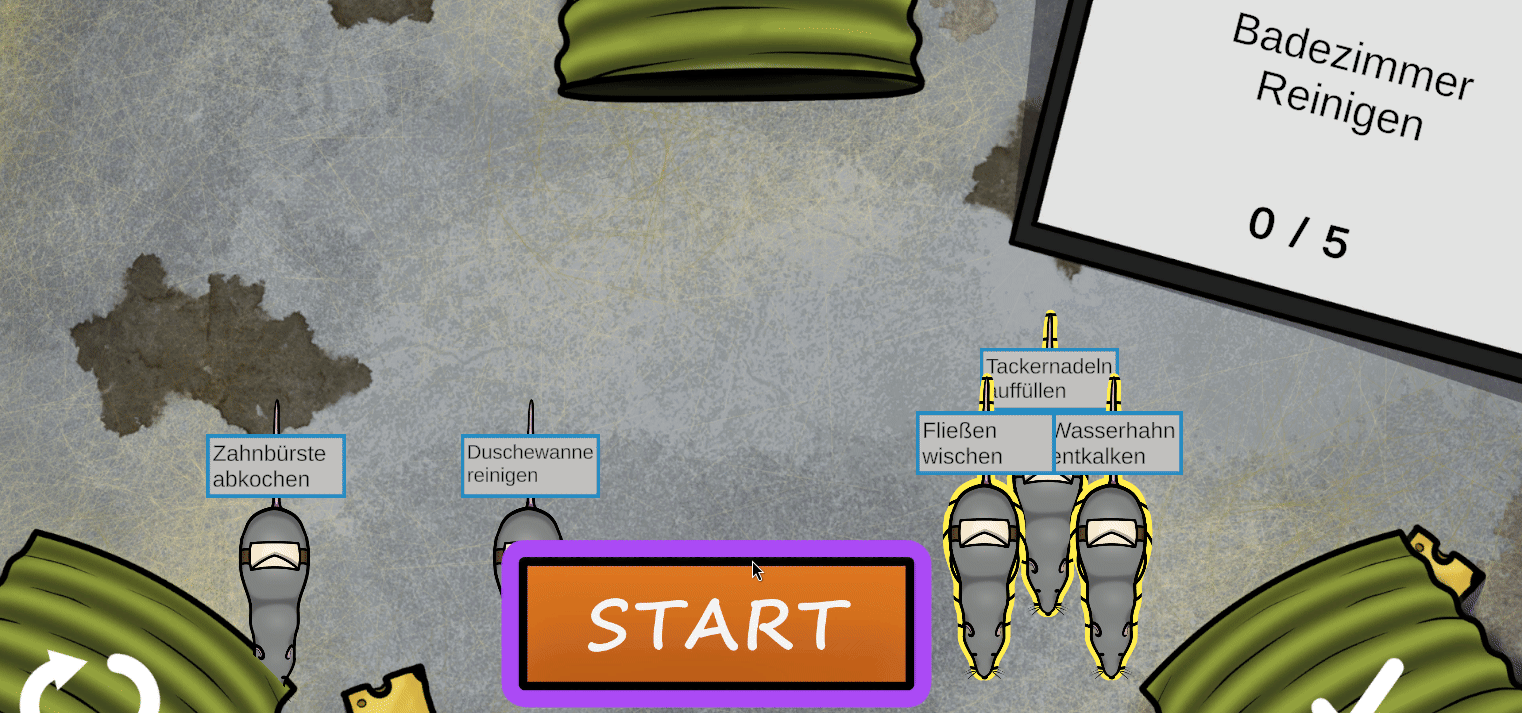 Badezimmer
Reinigen
0 / 5
Tackernadeln
auffüllen
Fließen
wischen
Wasserhahn
entkalken
Zahnbürste
abkochen
Duschewanne
reinigen
START